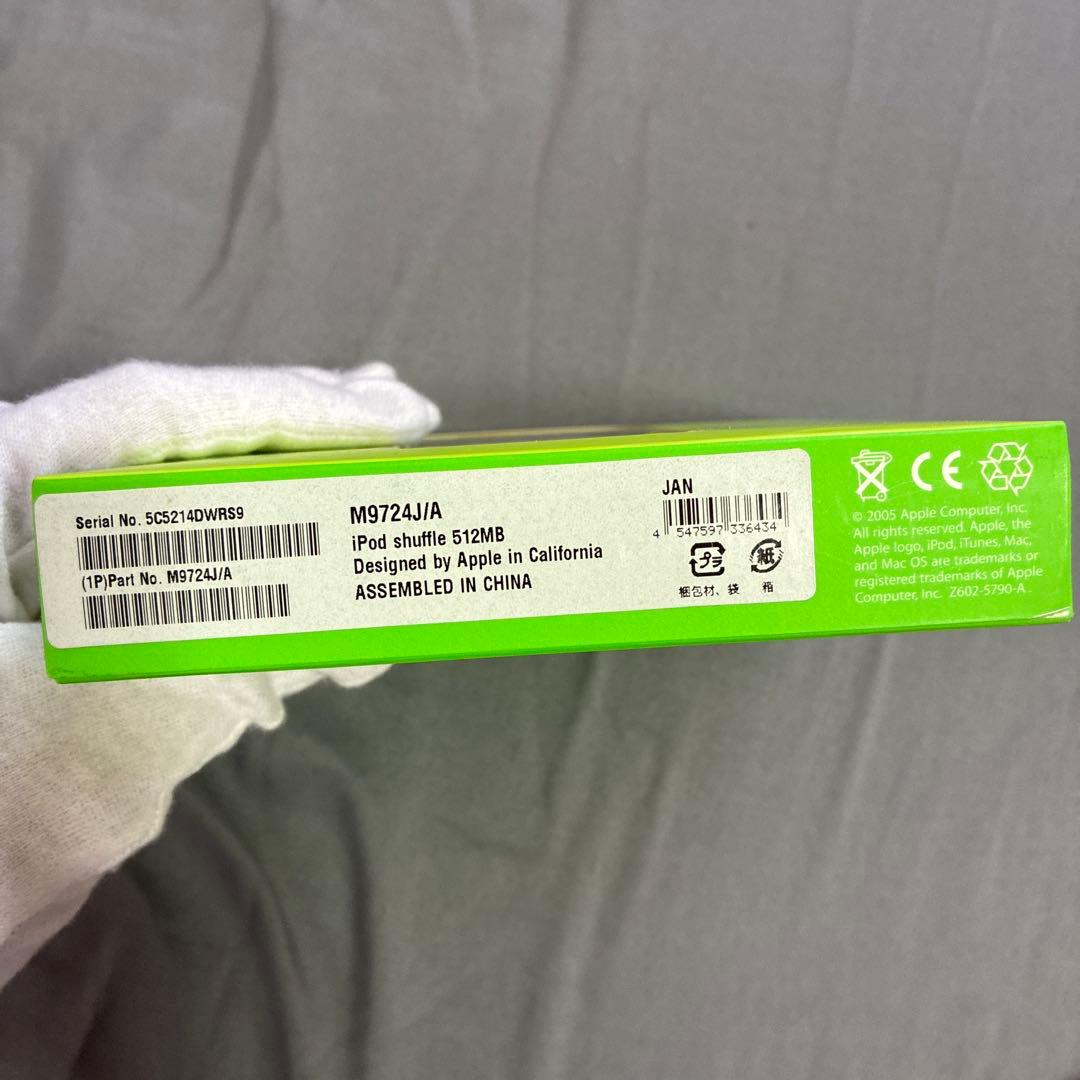 Serial No. 5C5214DWRS9
(1P)Part No. M9724J/A
M9724J/A
iPod shuffle 512MB
Designed by Apple in California
ASSEMBLED IN CHINA
JAN
4 547597 336434
プラ 紙
梱包材、袋 箱
CE
© 2005 Apple Computer, Inc.
All rights reserved. Apple, the
Apple logo, iPod, iTunes, Mac,
and Mac OS are trademarks or
registered trademarks of Apple
Computer, Inc. Z602-5790-A